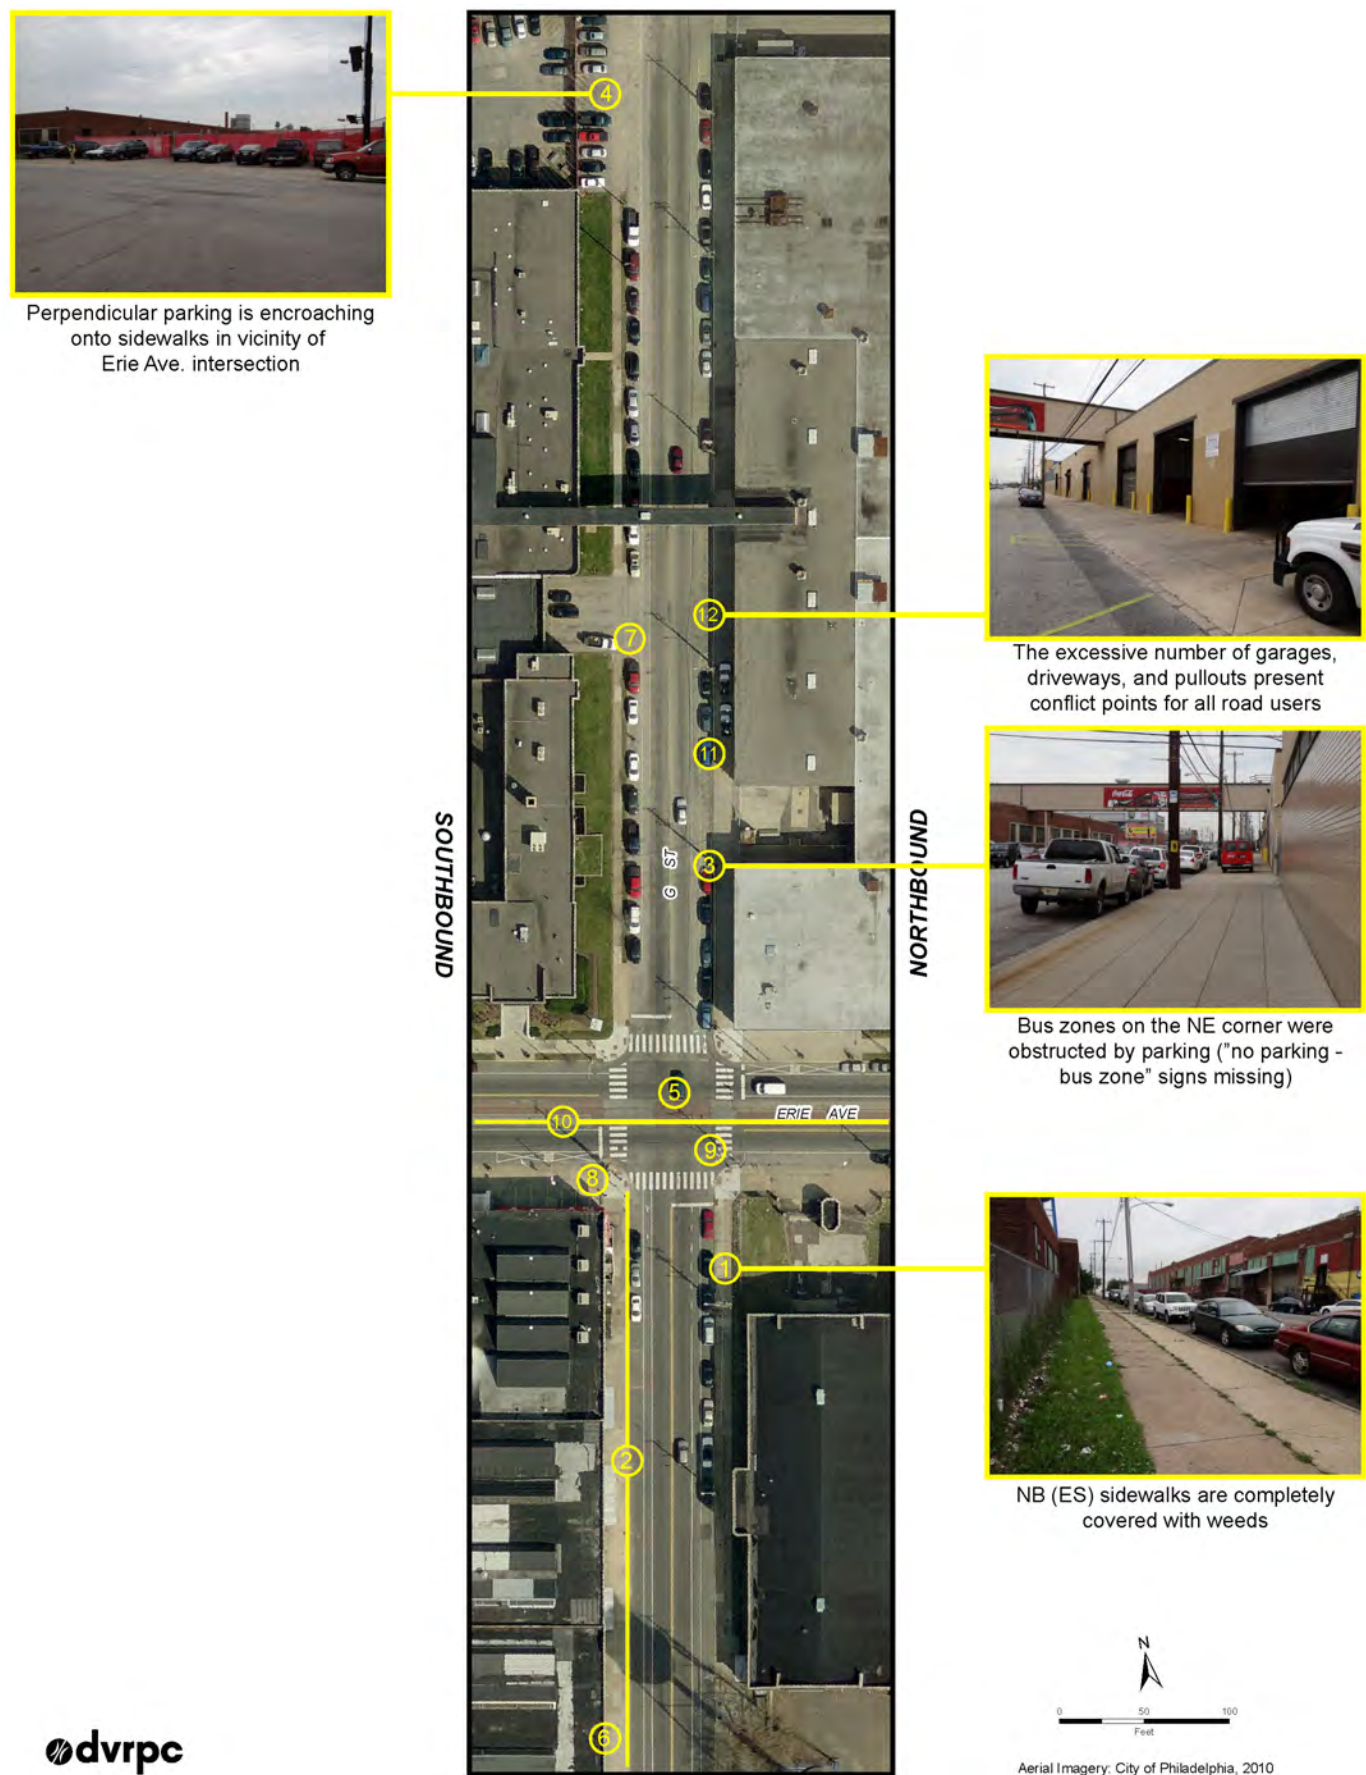 4
Perpendicular parking is encroaching
onto sidewalks in vicinity of
Erie Ave. intersection
12
The excessive number of garages,
driveways, and pullouts present
conflict points for all road users
7
11
SOUTHBOUND
G ST
3
NORTHBOUND
Coca-Cola
Bus zones on the NE corner were
obstructed by parking ("no parking -
bus zone" signs missing)
5
ERIE AVE
10
9
8
1
NB (ES) sidewalks are completely
covered with weeds
2
6
N
0 50 100
Feet
dvrpc
Aerial Imagery: City of Philadelphia, 2010